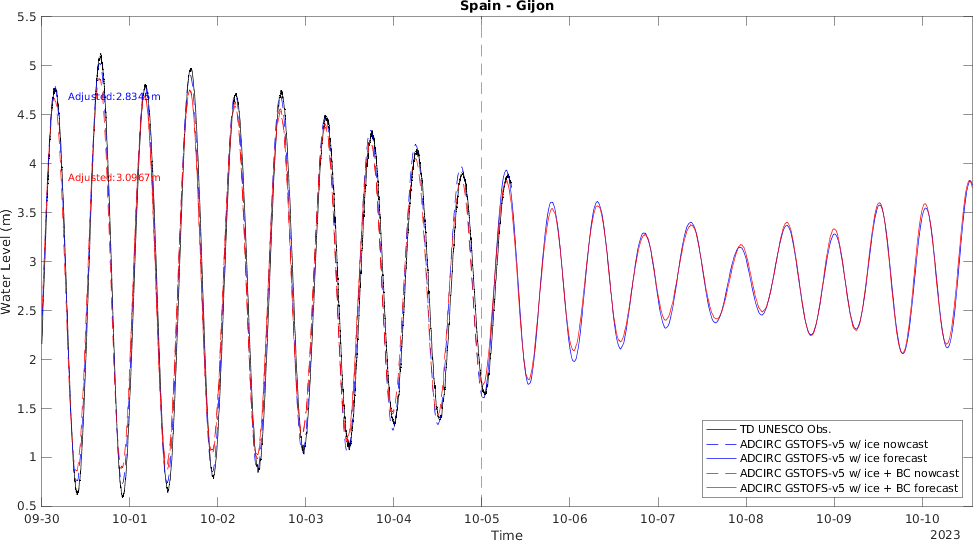 Spain - Gijon
5.5
5
4.5
4
3.5
3
2.5
2
1.5
1
0.5
Water Level (m)
Adjusted:2.8345m
Adjusted:3.0967m
TD UNESCO Obs.
ADCIRC GSTOFS-v5 w/ ice nowcast
ADCIRC GSTOFS-v5 w/ ice forecast
ADCIRC GSTOFS-v5 w/ ice + BC nowcast
ADCIRC GSTOFS-v5 w/ ice + BC forecast
09-30 10-01 10-02 10-03 10-04 10-05 10-06 10-07 10-08 10-09 10-10
Time
2023